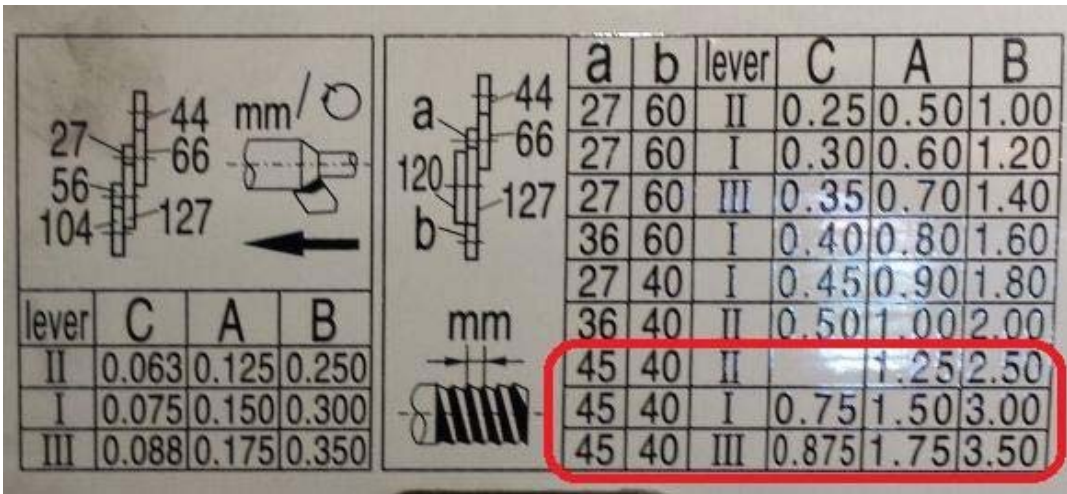 44
mm/
27
66
56
104
127
lever C A B
II 0.063 0.125 0.250
I 0.075 0.150 0.300
III 0.088 0.175 0.350
44
a
66
120
127
b
mm
a b lever C A B
27 60 II 0.25 0.50 1.00
27 60 I 0.30 0.60 1.20
27 60 III 0.35 0.70 1.40
36 60 I 0.40 0.80 1.60
27 40 I 0.45 0.90 1.80
36 40 II 0.50 1.00 2.00
45 40 II 1.25 2.50
45 40 I 0.75 1.50 3.00
45 40 III 0.875 1.75 3.50